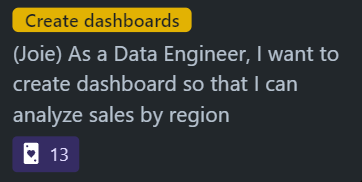 Create dashboards
(Joie) As a Data Engineer, I want to
create dashboard so that I can
analyze sales by region
13